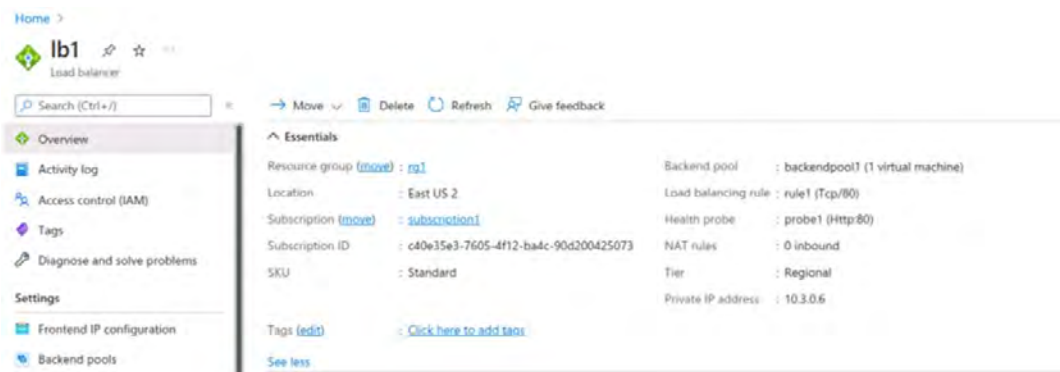 Home >
lb1
Load balancer
Search (Ctrl+/)
«
Move
Delete
Refresh
Give feedback
Overview
Activity log
Access control (IAM)
Tags
Diagnose and solve problems
Settings
Frontend IP configuration
Backend pools
Essentials
Resource group (move) : rg1
Location : East US 2
Subscription (move) : subscription1
Subscription ID : c40e35e3-7605-4f12-ba4c-90d200425073
SKU : Standard
Backend pool : backendpool1 (1 virtual machine)
Load balancing rule : rule1 (Tcp/80)
Health probe : probe1 (Http:80)
NAT rules : 0 inbound
Tier : Regional
Private IP address : 10.3.0.6
Tags (edit) : Click here to add tags
See less